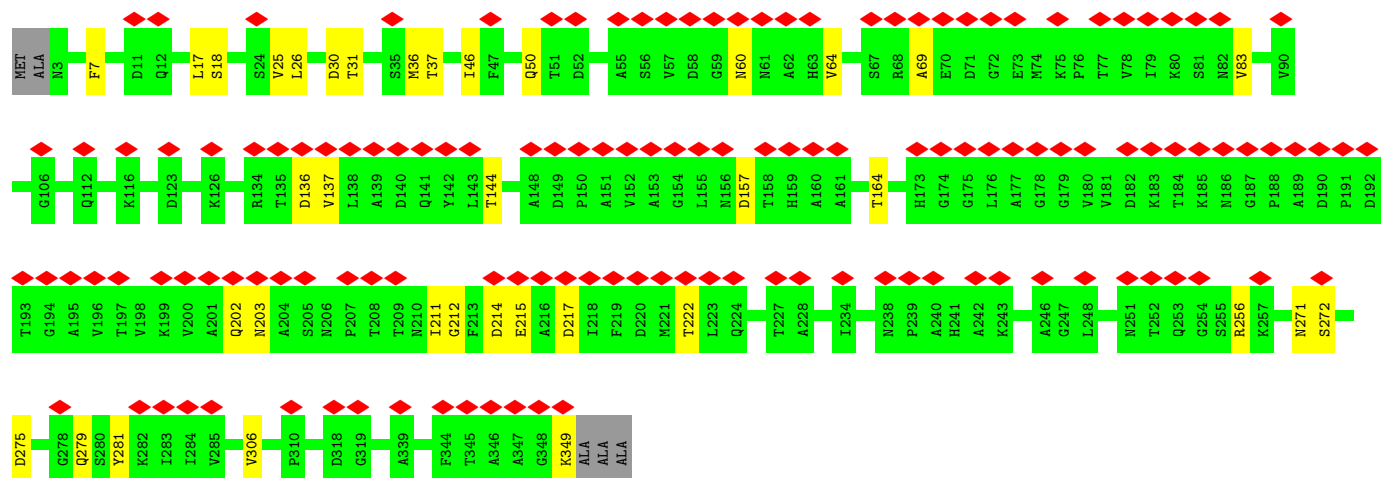 MET ALA N3 F7 D11 Q12 L17 S18 S24 V25 L26 D30 T31 S35 M36 T37 I46 F47 Q50 T51 D52 A55 S56 V57 D58 G59 N60 N61 A62 H63 V64 S67 R68 A69 E70 D71 G72 E73 M74 K75 P76 T77 V78 I79 K80 S81 N82 V83 V90
G106 Q112 K116 D123 K126 R134 T135 D136 V137 L138 A139 D140 Q141 Y142 L143 T144 A148 D149 P150 A151 V152 A153 G154 L155 N156 D157 T158 H159 A160 A161 T164 H173 G174 G175 L176 A177 G178 G179 V180 V181 D182 K183 T184 K185 N186 G187 P188 A189 D190 P191 D192
T193 G194 A195 V196 T197 V198 K199 V200 A201 Q202 N203 A204 S205 N206 P207 T208 T209 N210 I211 G212 F213 D214 E215 A216 D217 I218 F219 D220 M221 T222 L223 Q224 T227 A228 I234 N238 P239 A240 H241 A242 K243 A246 G247 L248 N251 T252 Q253 G254 S255 R256 K257 N271 S272
D275 G278 Q279 S280 Y281 K282 I283 I284 V285 V306 P310 D318 G319 A339 F344 T345 A346 A347 G348 K349 ALA ALA ALA